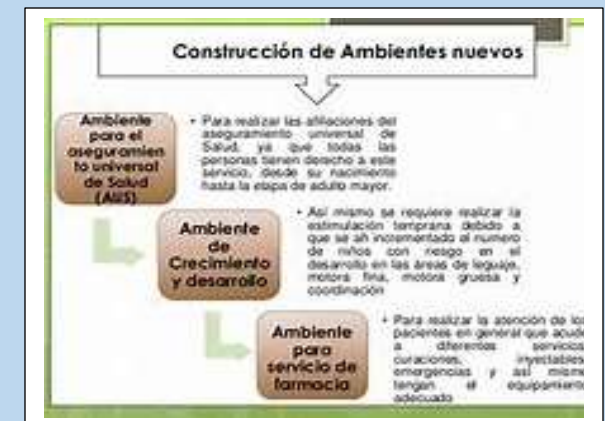 Construcción de Ambientes nuevos
Ambiente
para el
aseguramien
to universal
de Salud
(AUS)
• Para realizar las afiliaciones del
aseguramiento universal de
Salud, ya que todas las
personas tienen derecho a este
servicio, desde su nacimiento
hasta la etapa de adulto mayor.
Ambiente
de
Crecimiento
y desarrollo
• Así mismo se requiere realizar la
estimulación temprana debido a
que se ah incrementado el numero
de niños con riesgo en el
desarrollo en las áreas de leguaje,
motora fina, motora gruesa y
coordinación
Ambiente
para
servicio de
farmacia
• Para realizar la atención de los
pacientes en general que acude
a diferentes servicios,
curaciones, inyectables,
emergencias y así mismo
tengan el equipamiento
adecuado